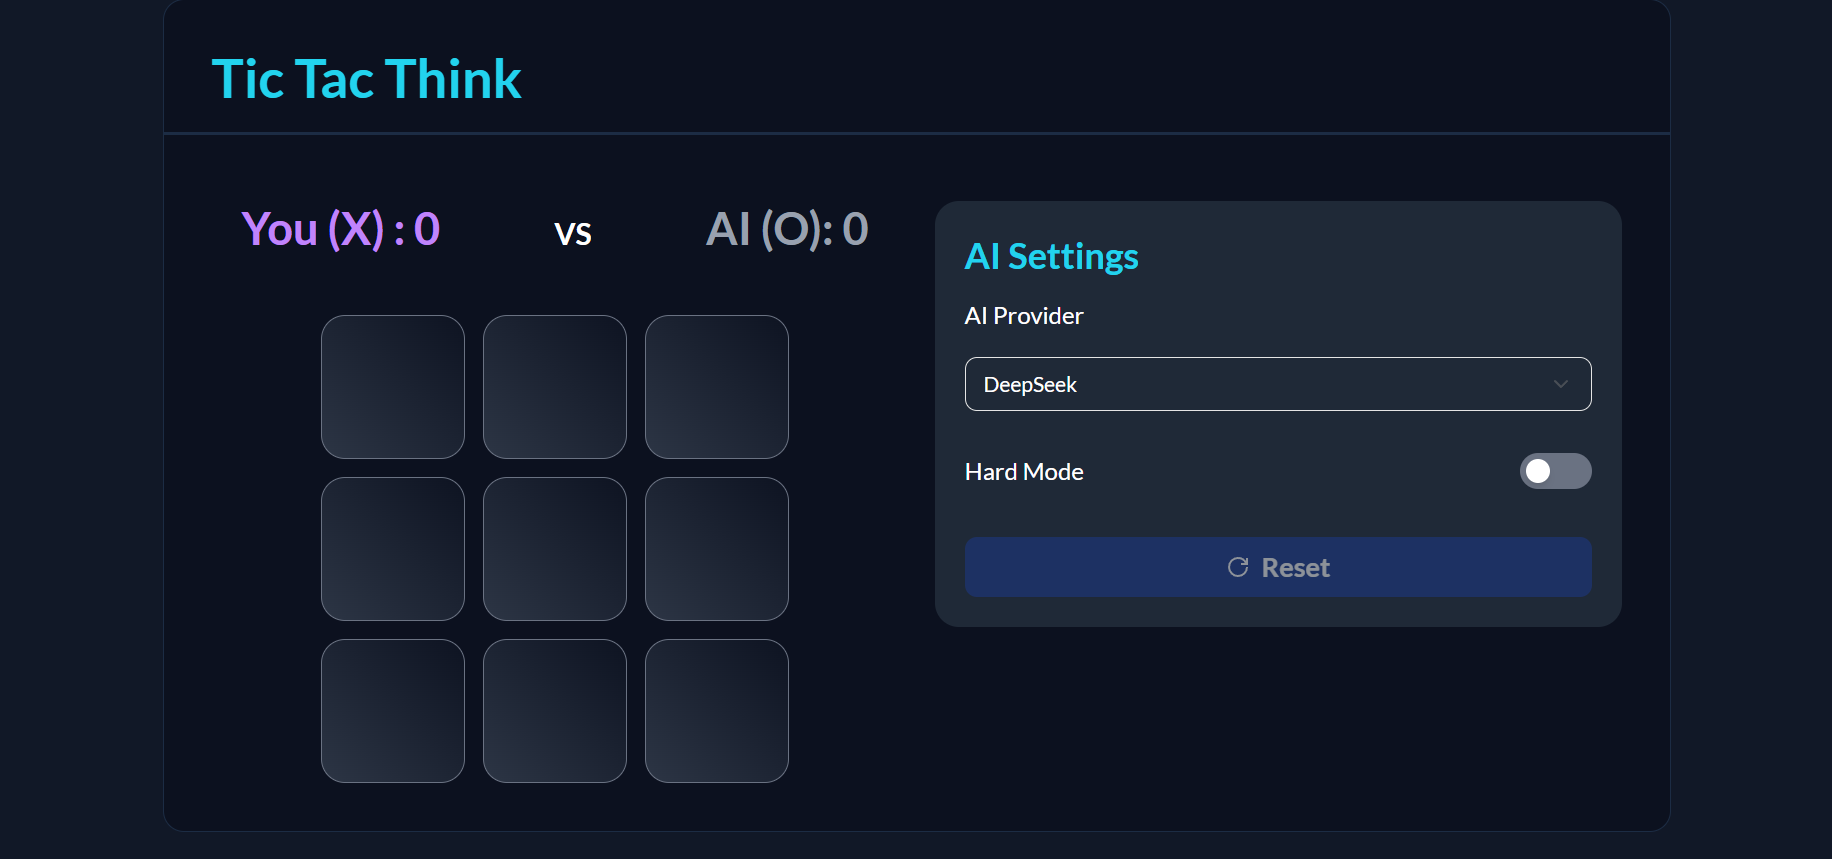 Tic Tac Think
You (X) : 0 vs AI (O): 0
AI Settings
AI Provider
DeepSeek
Hard Mode
Reset